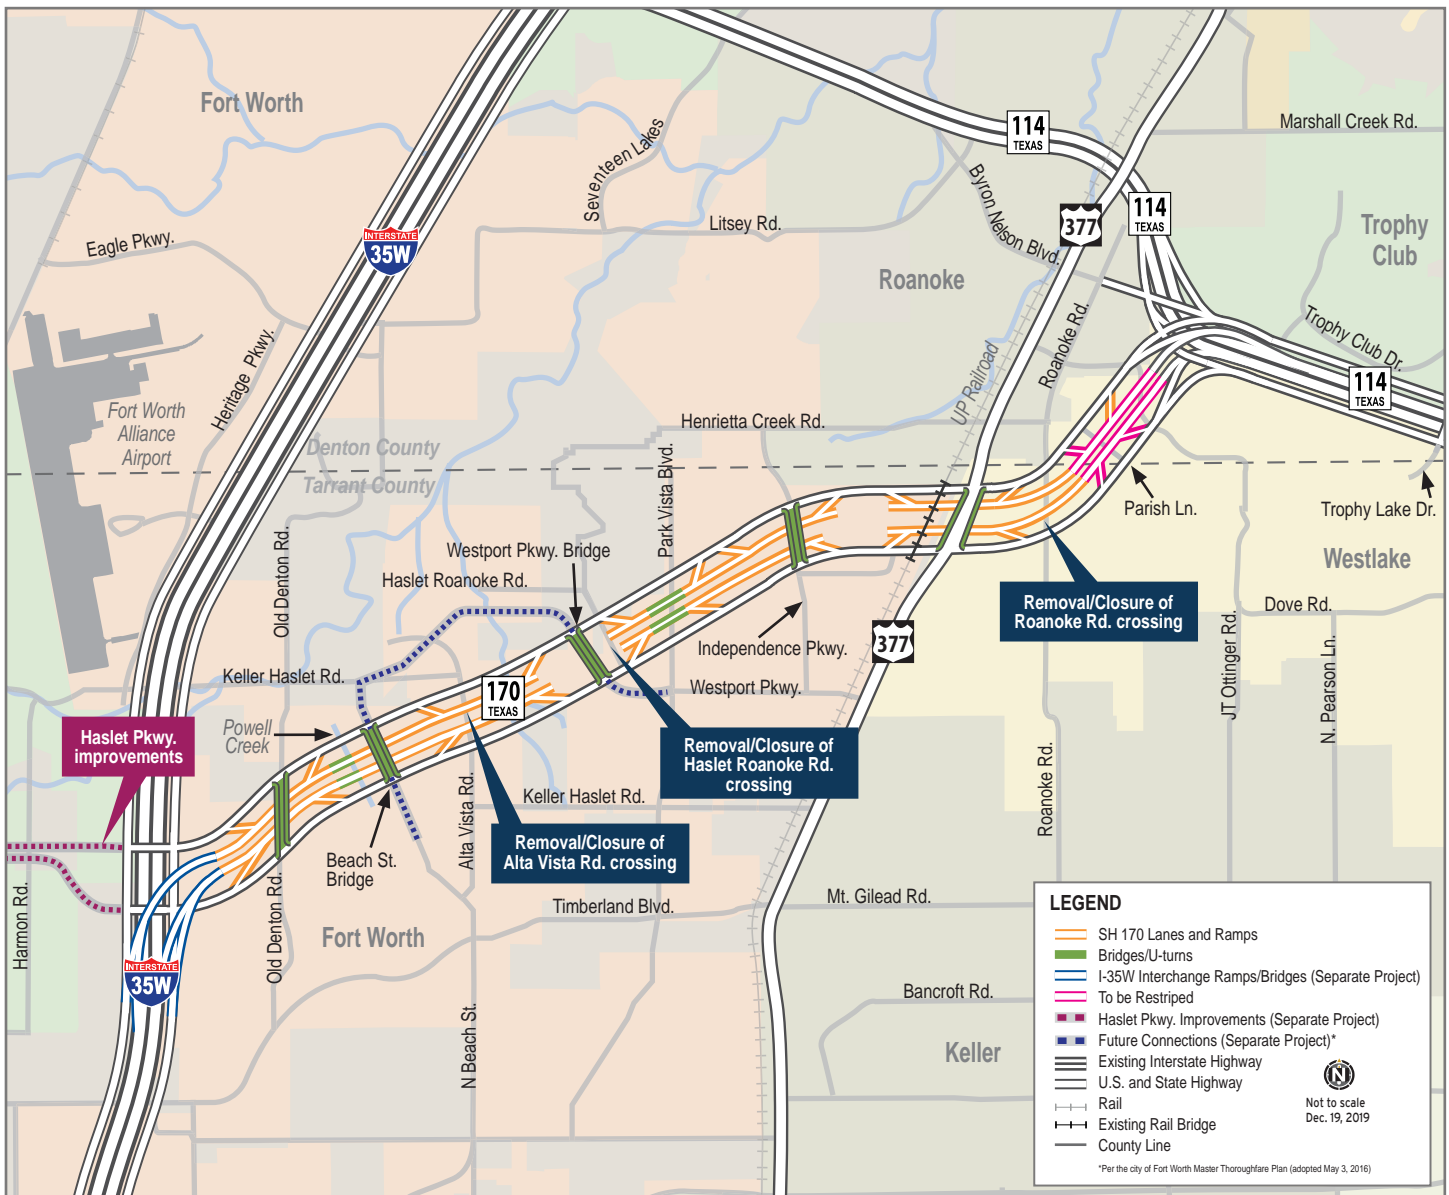 Fort Worth
114
TEXAS
Marshall Creek Rd.
Seventeen Lakes
Byron Nelson Blvd.
377
114
TEXAS
Trophy
Club
Litsey Rd.
Eagle Pkwy.
INTERSTATE
35W
Roanoke
Roanoke Rd.
Trophy Club Dr.
Heritage Pkwy.
UP Railroad
114
TEXAS
Fort Worth
Alliance
Airport
Henrietta Creek Rd.
Denton County
Tarrant County
Park Vista Blvd.
Parish Ln.
Trophy Lake Dr.
Old Denton Rd.
Westport Pkwy. Bridge
Haslet Roanoke Rd.
Westlake
Removal/Closure of
Roanoke Rd. crossing
Dove Rd.
JT Ottinger Rd.
N. Pearson Ln.
377
Independence Pkwy.
Keller Haslet Rd.
170
TEXAS
Westport Pkwy.
Powell
Creek
Haslet Pkwy.
improvements
Removal/Closure of
Haslet Roanoke Rd.
crossing
Roanoke Rd.
Alta Vista Rd.
Keller Haslet Rd.
Removal/Closure of
Alta Vista Rd. crossing
Beach St.
Bridge
Harmon Rd.
Old Denton Rd.
Timberland Blvd.
Mt. Gilead Rd.
Fort Worth
INTERSTATE
35W
Bancroft Rd.
N Beach St.
Keller
LEGEND
SH 170 Lanes and Ramps
Bridges/U-turns
I-35W Interchange Ramps/Bridges (Separate Project)
To be Restriped
Haslet Pkwy. Improvements (Separate Project)
Future Connections (Separate Project)*
Existing Interstate Highway
U.S. and State Highway
Rail
Existing Rail Bridge
County Line
N
Not to scale
Dec. 19, 2019
*Per the city of Fort Worth Master Thoroughfare Plan (adopted May 3, 2016)